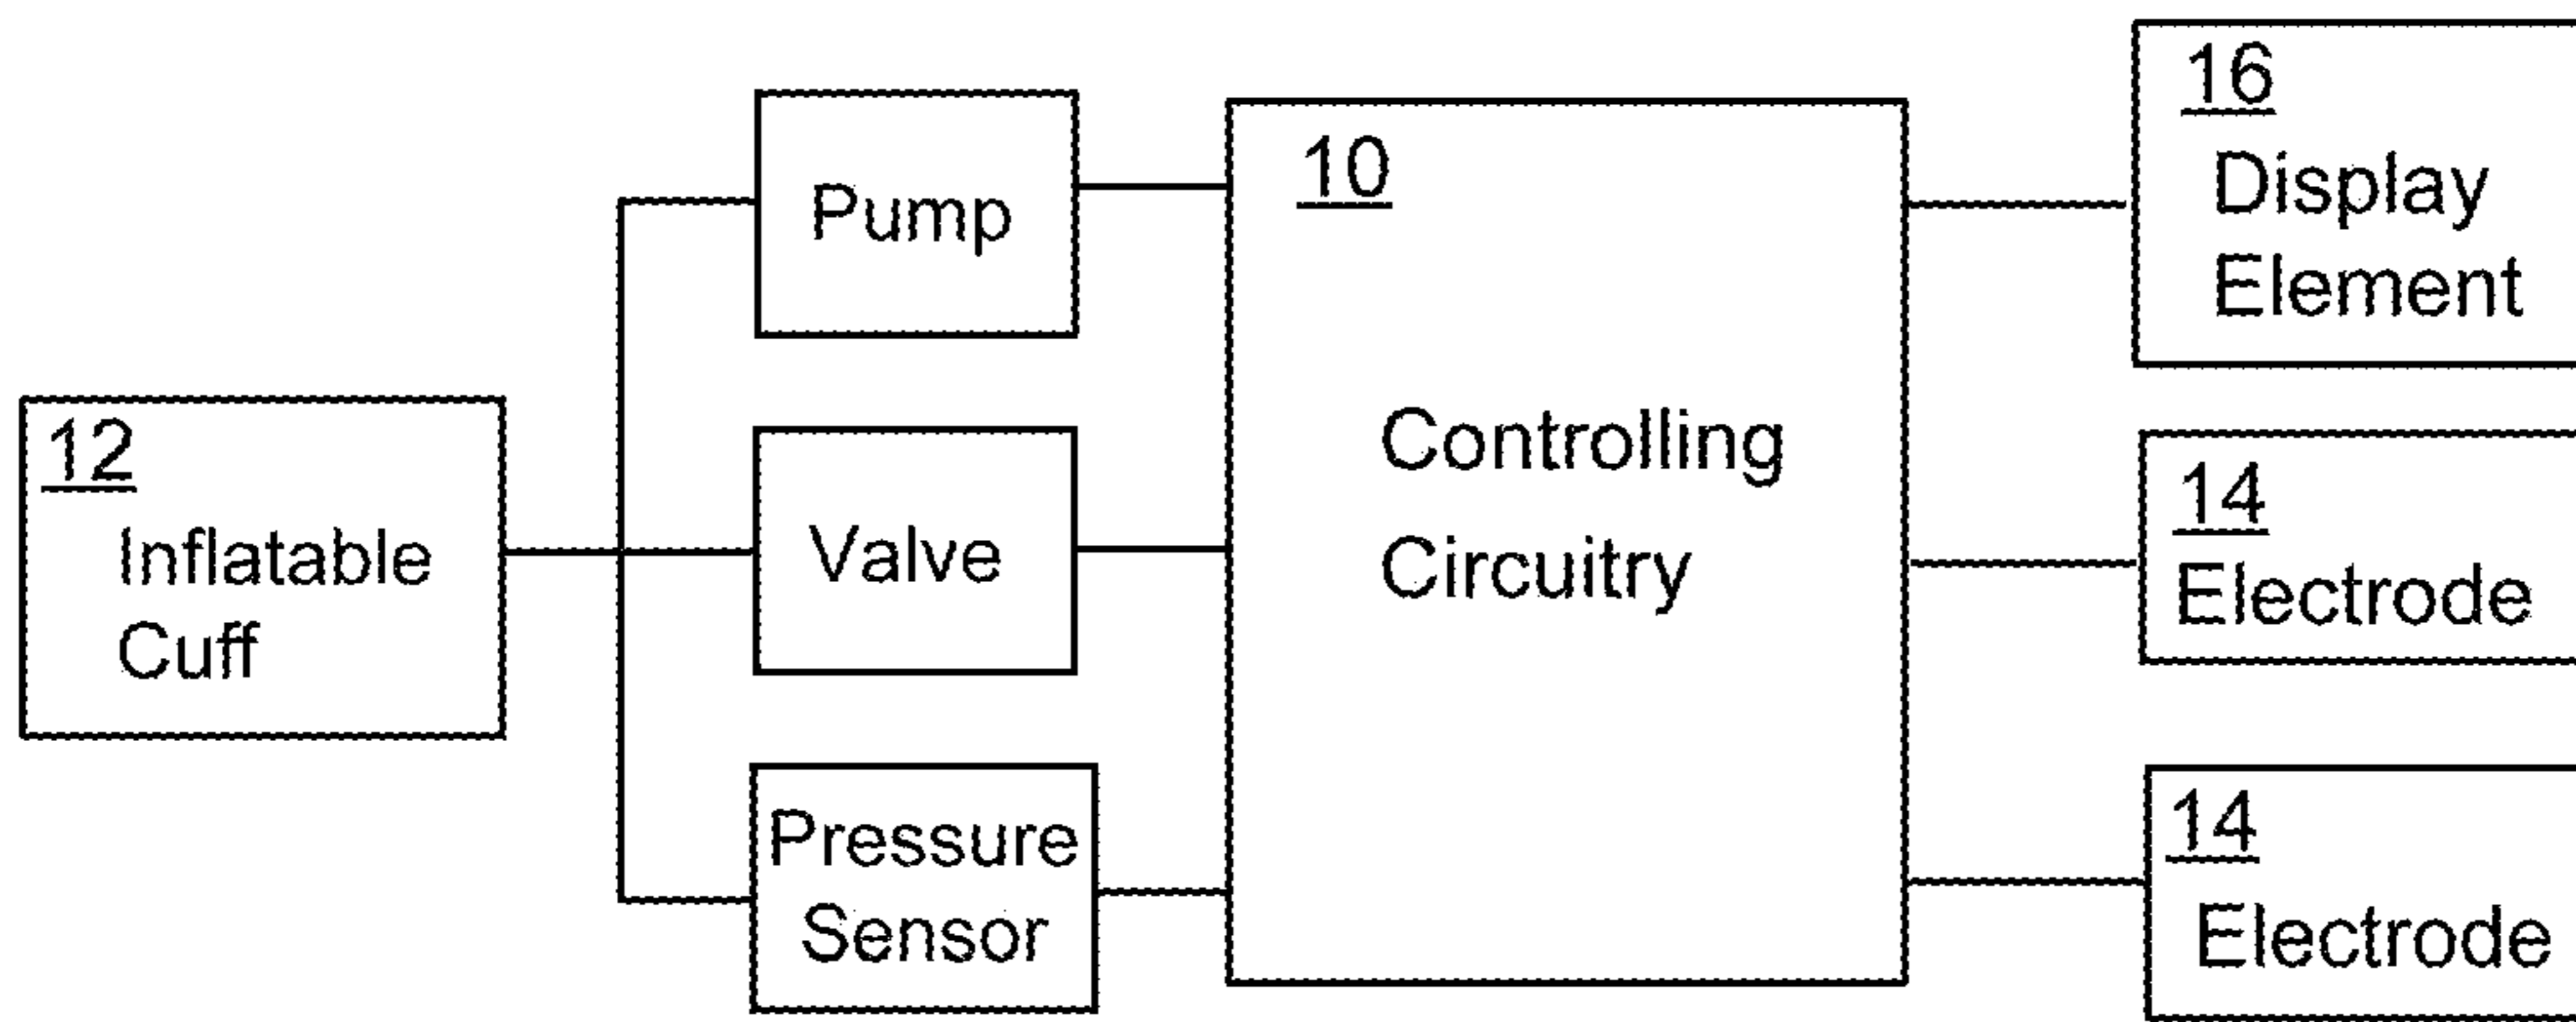 12
Inflatable
Cuff
Pump
Valve
Pressure
Sensor
10
Controlling
Circuitry
16
Display
Element
14
Electrode
14
Electrode